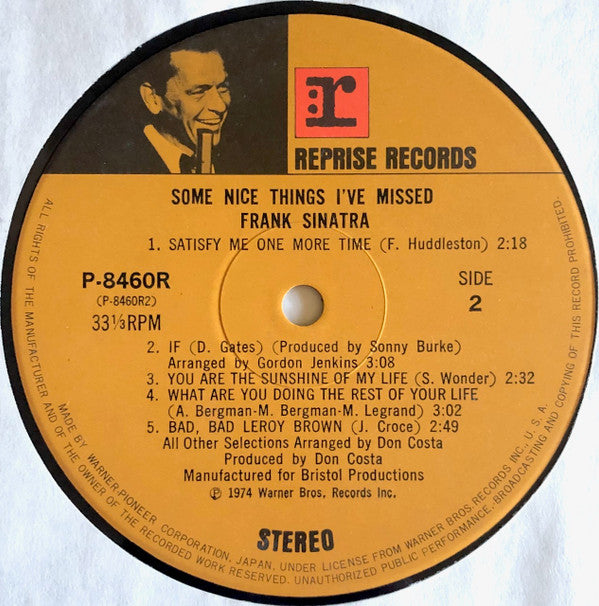 r
REPRISE RECORDS
SOME NICE THINGS I'VE MISSED
FRANK SINATRA
1. SATISFY ME ONE MORE TIME (F. Huddleston) 2:18
P-8460R
(P-8460R2)
33⅓RPM
SIDE
2
2. IF (D. Gates) (Produced by Sonny Burke)
Arranged by Gordon Jenkins 3:08
3. YOU ARE THE SUNSHINE OF MY LIFE (S. Wonder) 2:32
4. WHAT ARE YOU DOING THE REST OF YOUR LIFE
(A. Bergman-M. Bergman-M. Legrand) 3:02
5. BAD, BAD LEROY BROWN (J. Croce) 2:49
All Other Selections Arranged by Don Costa
Produced by Don Costa
Manufactured for Bristol Productions
℗ 1974 Warner Bros. Records Inc.
STEREO
ALL RIGHTS OF THE MANUFACTURER AND OF THE OWNER OF THE RECORDED WORK RESERVED. UNAUTHORIZED PUBLIC PERFORMANCE, BROADCASTING AND COPYING OF THIS RECORD PROHIBITED.
MADE BY WARNER-PIONEER CORPORATION, JAPAN, UNDER LICENSE FROM WARNER BROS. RECORDS INC., U.S.A.